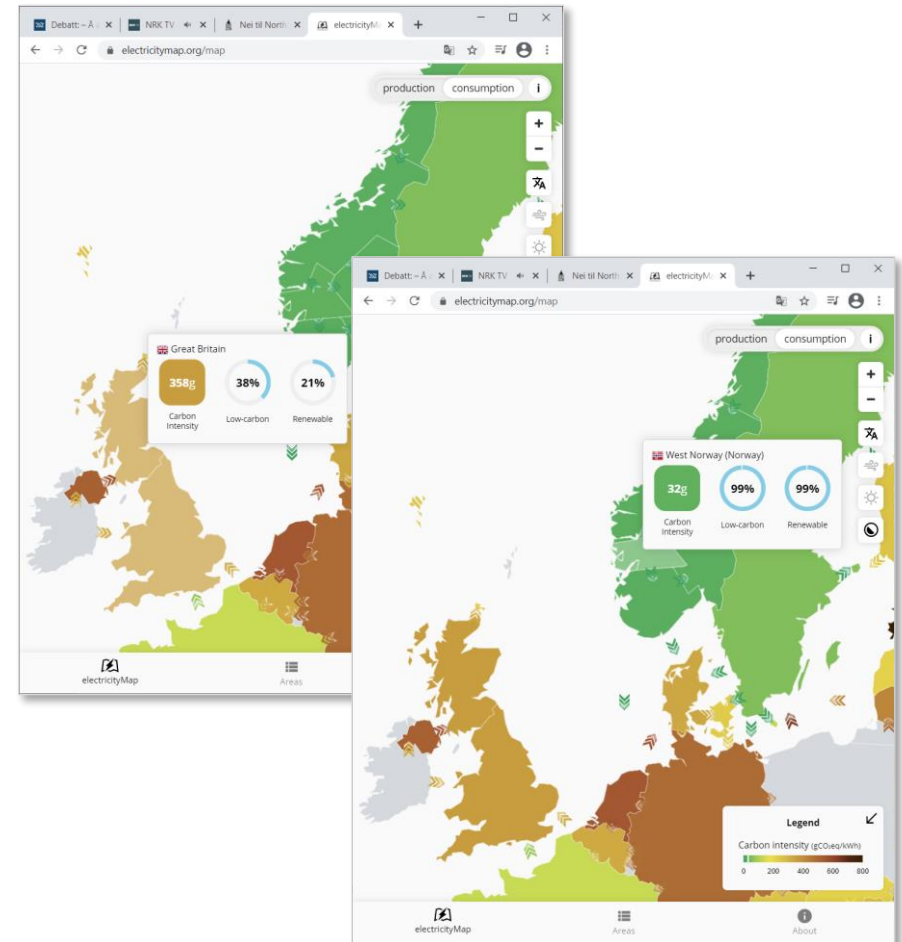 Debatt: – Å
NRK TV
Nei til North
electricityM
electricitymap.org/map
production consumption i
Great Britain
358g 38% 21%
Carbon Intensity Low-carbon Renewable
electricityMap Areas
Debatt: – Å
NRK TV
Nei til North
electricityM
electricitymap.org/map
production consumption i
West Norway (Norway)
32g 99% 99%
Carbon Intensity Low-carbon Renewable
Legend
Carbon intensity (gCO₂eq/kWh)
0 200 400 600 800
electricityMap Areas About